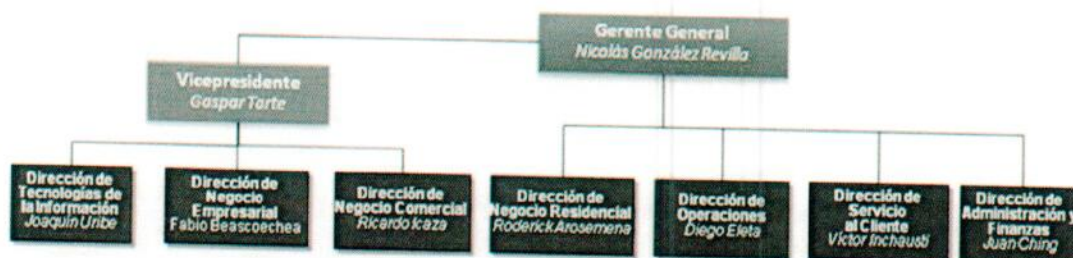 Gerente General
Nicolás González Revilla
Vicepresidente
Gaspar Tarte
Dirección de
Tecnologías de
la Información
Joaquín Uribe
Dirección de
Negocio
Empresarial
Fabio Beascoechea
Dirección de
Negocio Comercial
Ricardo Icaza
Dirección de
Negocio Residencial
Roderick Arosemena
Dirección de
Operaciones
Diego Eleta
Dirección de
Servicio
al Cliente
Víctor Inchausti
Dirección de
Administración y
Finanzas
Juan Ching